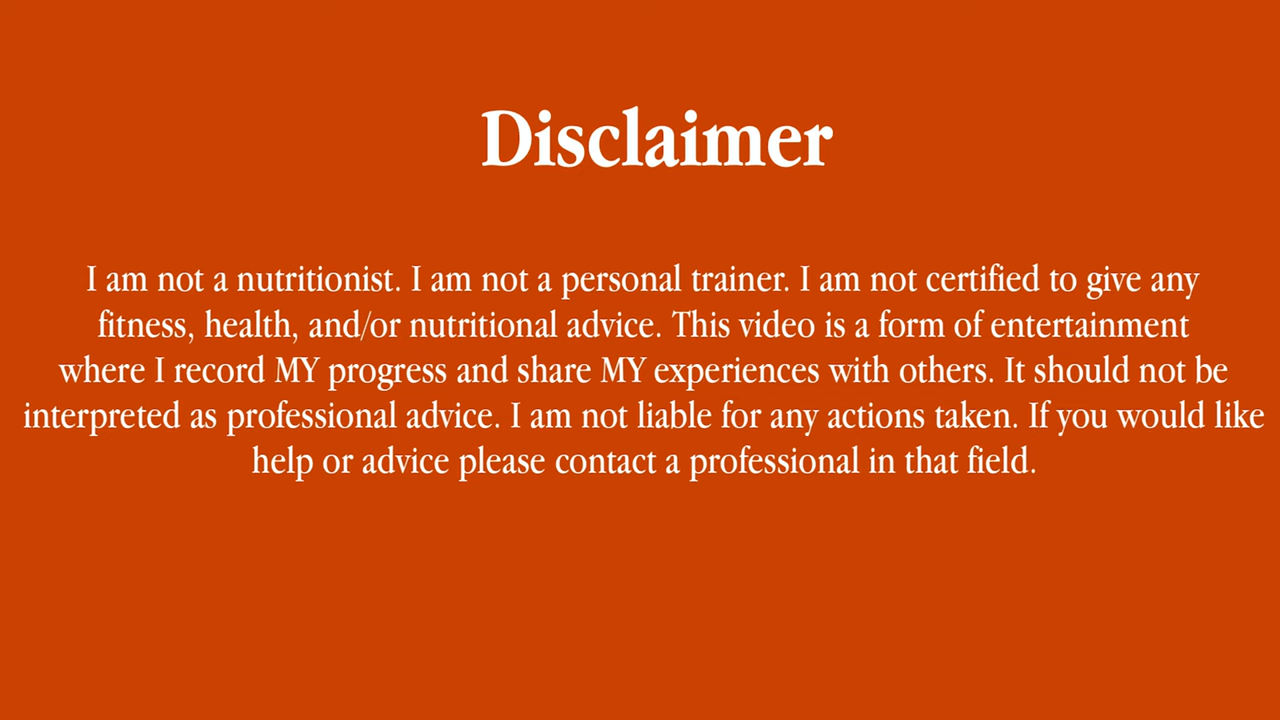 Disclaimer
I am not a nutritionist. I am not a personal trainer. I am not certified to give any
fitness, health, and/or nutritional advice. This video is a form of entertainment
where I record MY progress and share MY experiences with others. It should not be
interpreted as professional advice. I am not liable for any actions taken. If you would like
help or advice please contact a professional in that field.